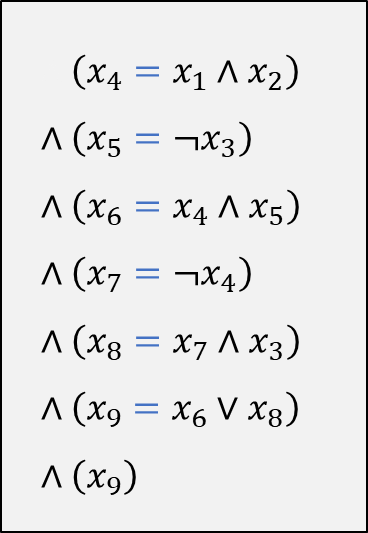 (x₄ = x₁ ∧ x₂)
∧ (x₅ = ¬x₃)
∧ (x₆ = x₄ ∧ x₅)
∧ (x₇ = ¬x₄)
∧ (x₈ = x₇ ∧ x₃)
∧ (x₉ = x₆ ∨ x₈)
∧ (x₉)